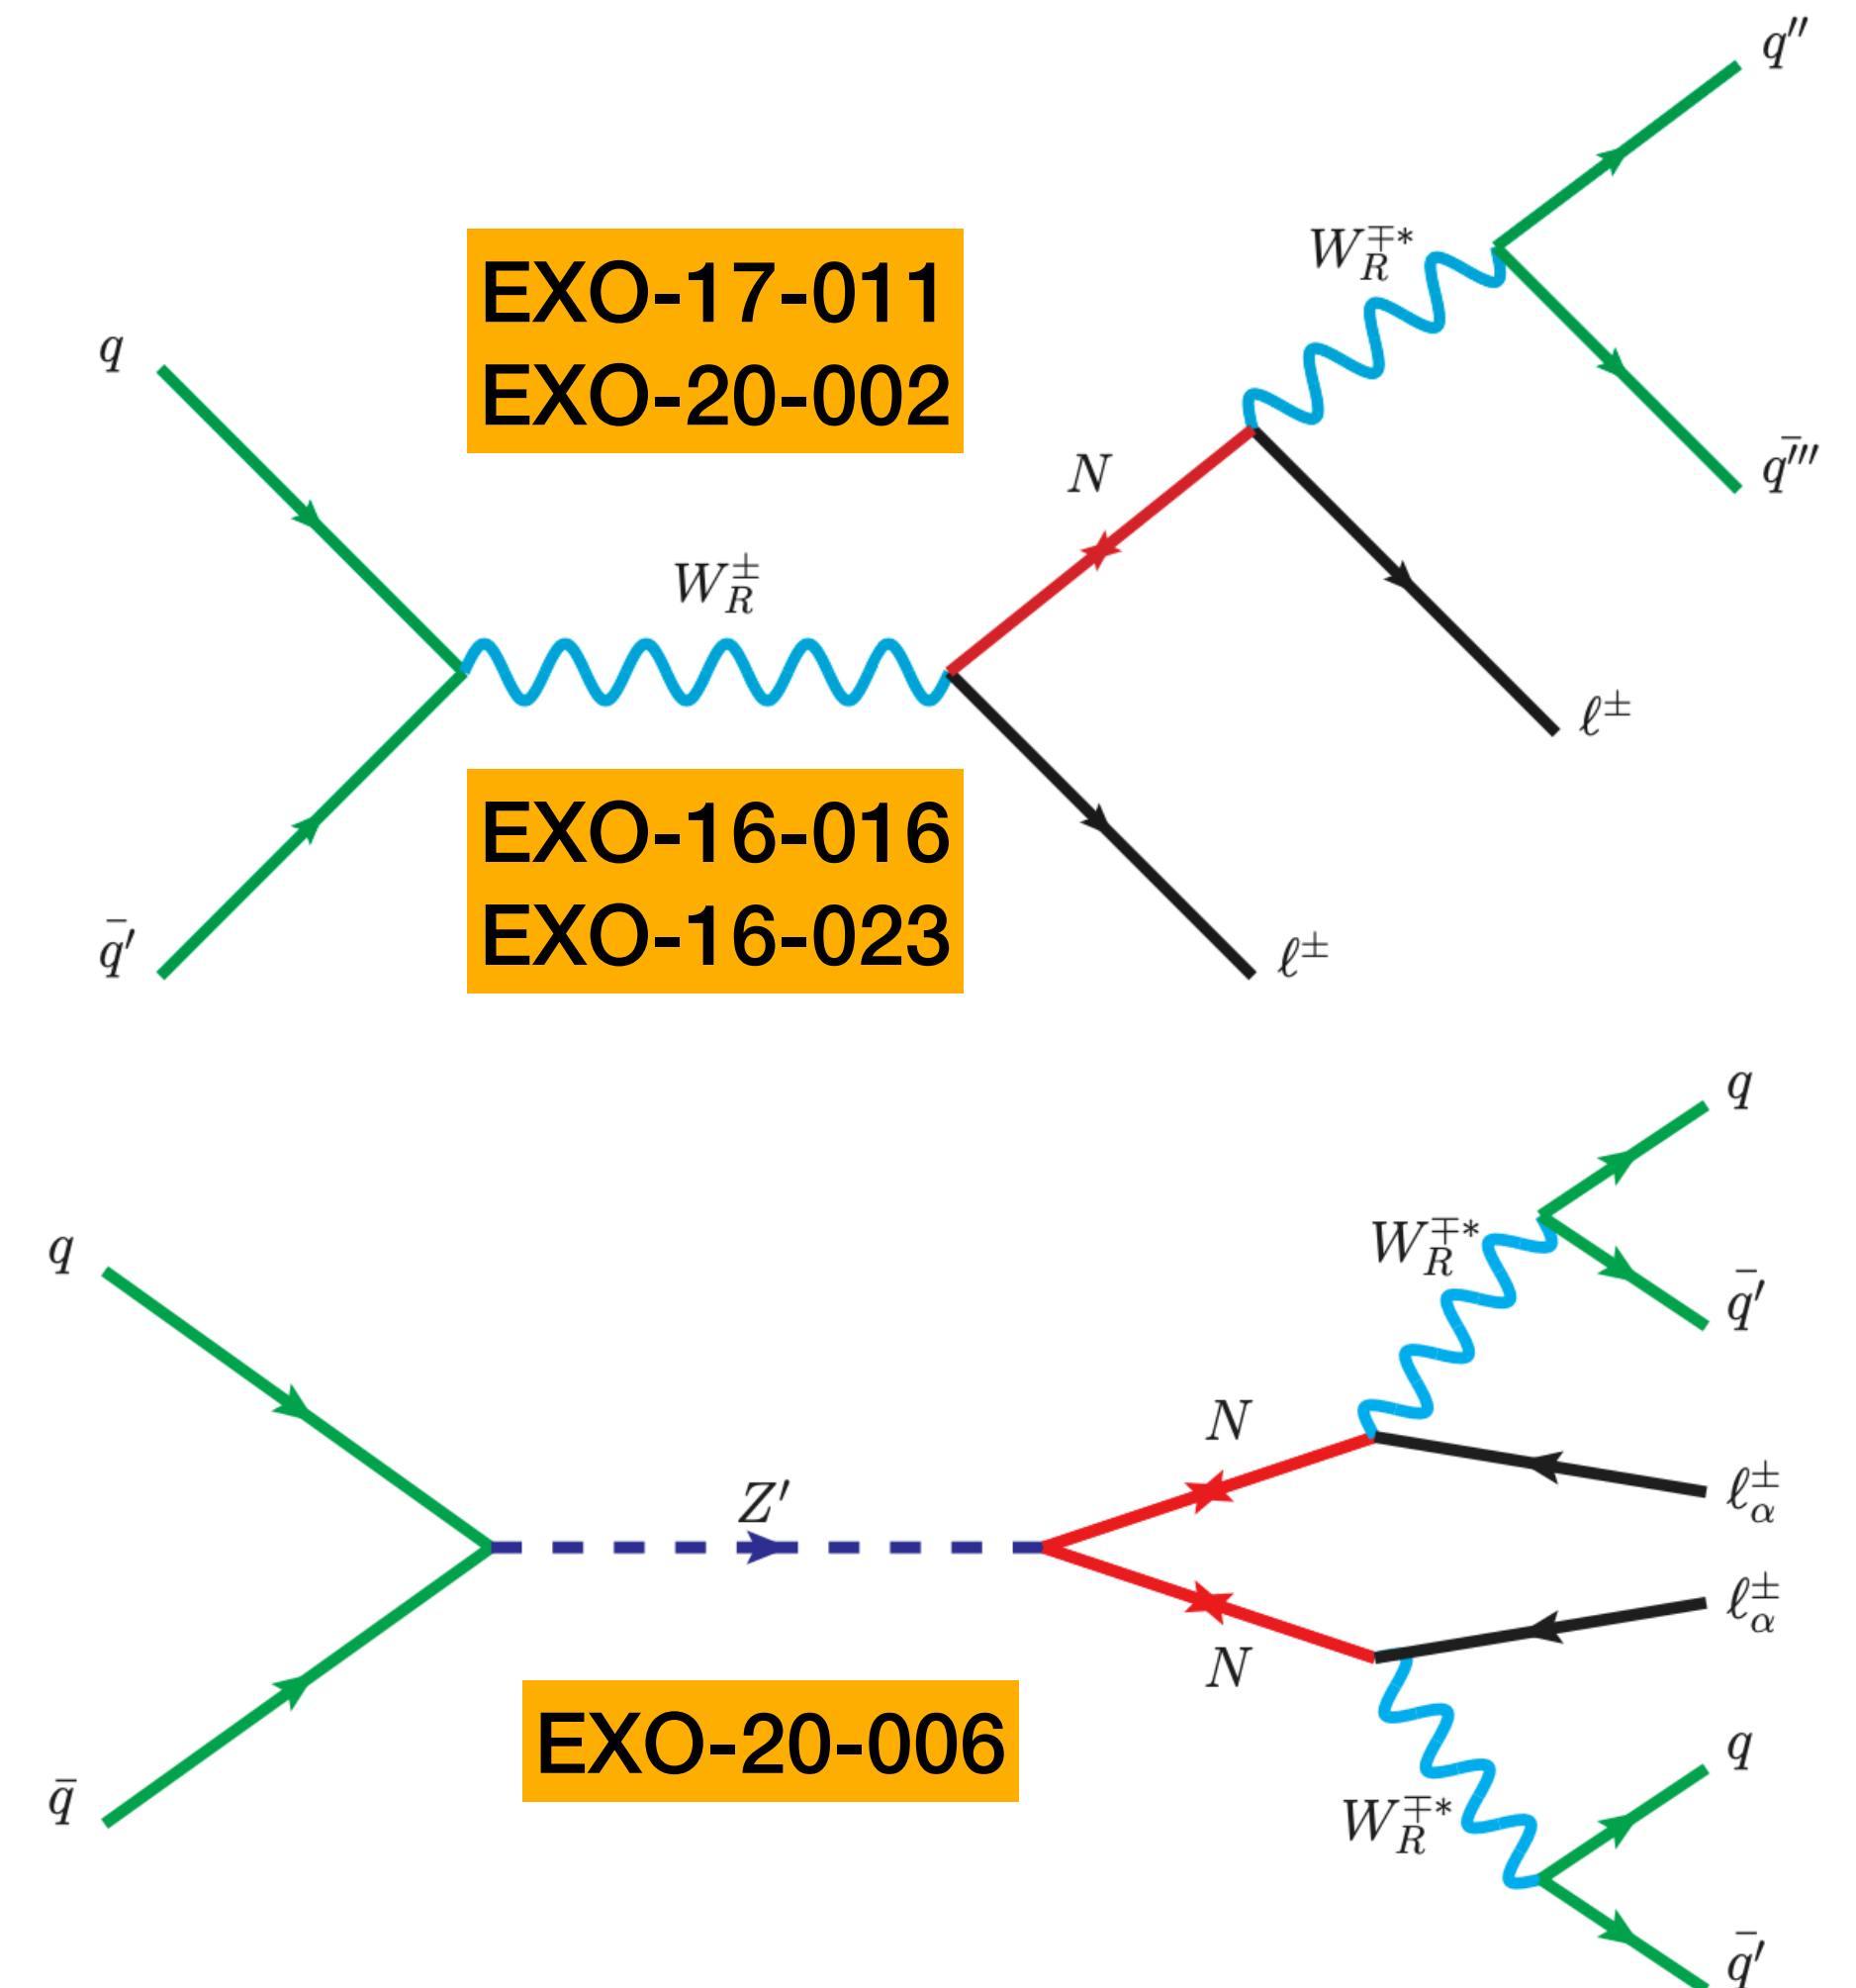 q″
W_R^{∓*}
EXO-17-011
EXO-20-002
q
q̄‴
N
W_R^±
ℓ^±
EXO-16-016
EXO-16-023
q̄′
ℓ^±
q
q
W_R^{∓*}
q̄′
N
Z′
ℓ_α^±
ℓ_α^±
N
EXO-20-006
q
q̄
W_R^{∓*}
q̄′